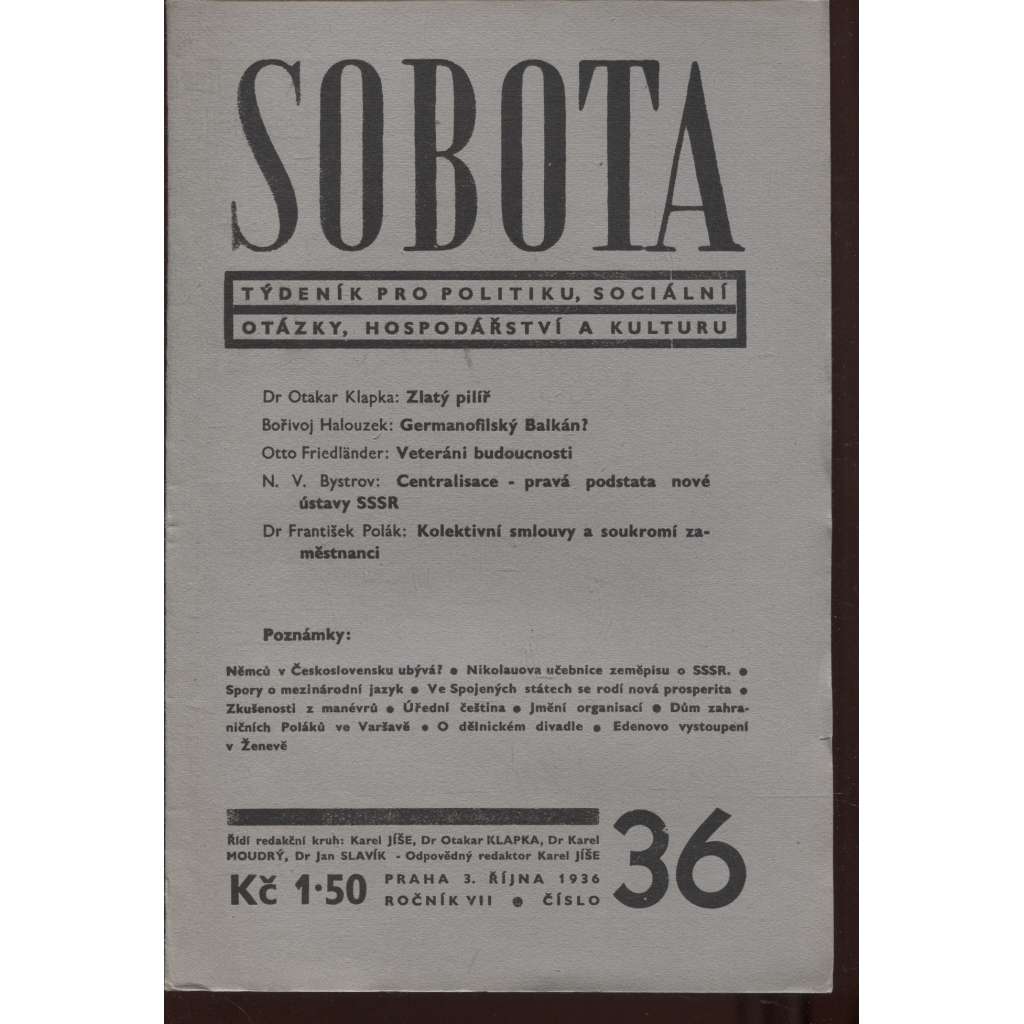 SOBOTA
TÝDENÍK PRO POLITIKU, SOCIÁLNÍ
OTÁZKY, HOSPODÁŘSTVÍ A KULTURU
Dr Otakar Klapka: Zlatý pilíř
Bořivoj Halouzek: Germanofilský Balkán?
Otto Friedländer: Veteráni budoucnosti
N. V. Bystrov: Centralisace - pravá podstata nové
ústavy SSSR
Dr František Polák: Kolektivní smlouvy a soukromí za-
městnanci
Poznámky:
Němců v Československu ubývá? ● Nikolauova učebnice zeměpisu o SSSR. ●
Spory o mezinárodní jazyk ● Ve Spojených státech se rodí nová prosperita ●
Zkušenosti z manévrů ● Úřední čeština ● Jmění organisací ● Dům zahra-
ničních Poláků ve Varšavě ● O dělnickém divadle ● Edenovo vystoupení
v Ženevě
Řídí redakční kruh: Karel JÍŠE, Dr Otakar KLAPKA, Dr Karel
MOUDRÝ, Dr Jan SLAVÍK - Odpovědný redaktor Karel JÍŠE
Kč 1·50 PRAHA 3. ŘÍJNA 1936
ROČNÍK VII ● ČÍSLO 36